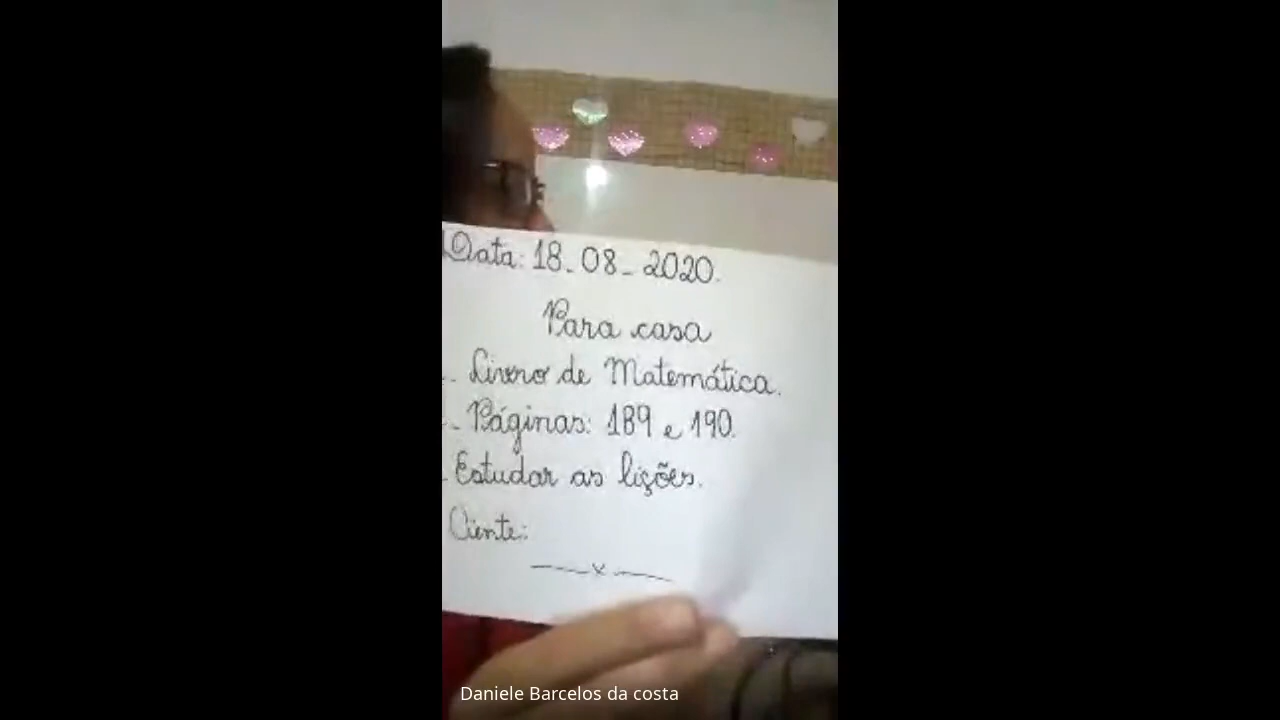 Data: 18-08-2020.
Para casa
- Livro de Matemática.
- Páginas: 189 e 190.
- Estudar as lições.
Ciente:
—x—
Daniele Barcelos da costa